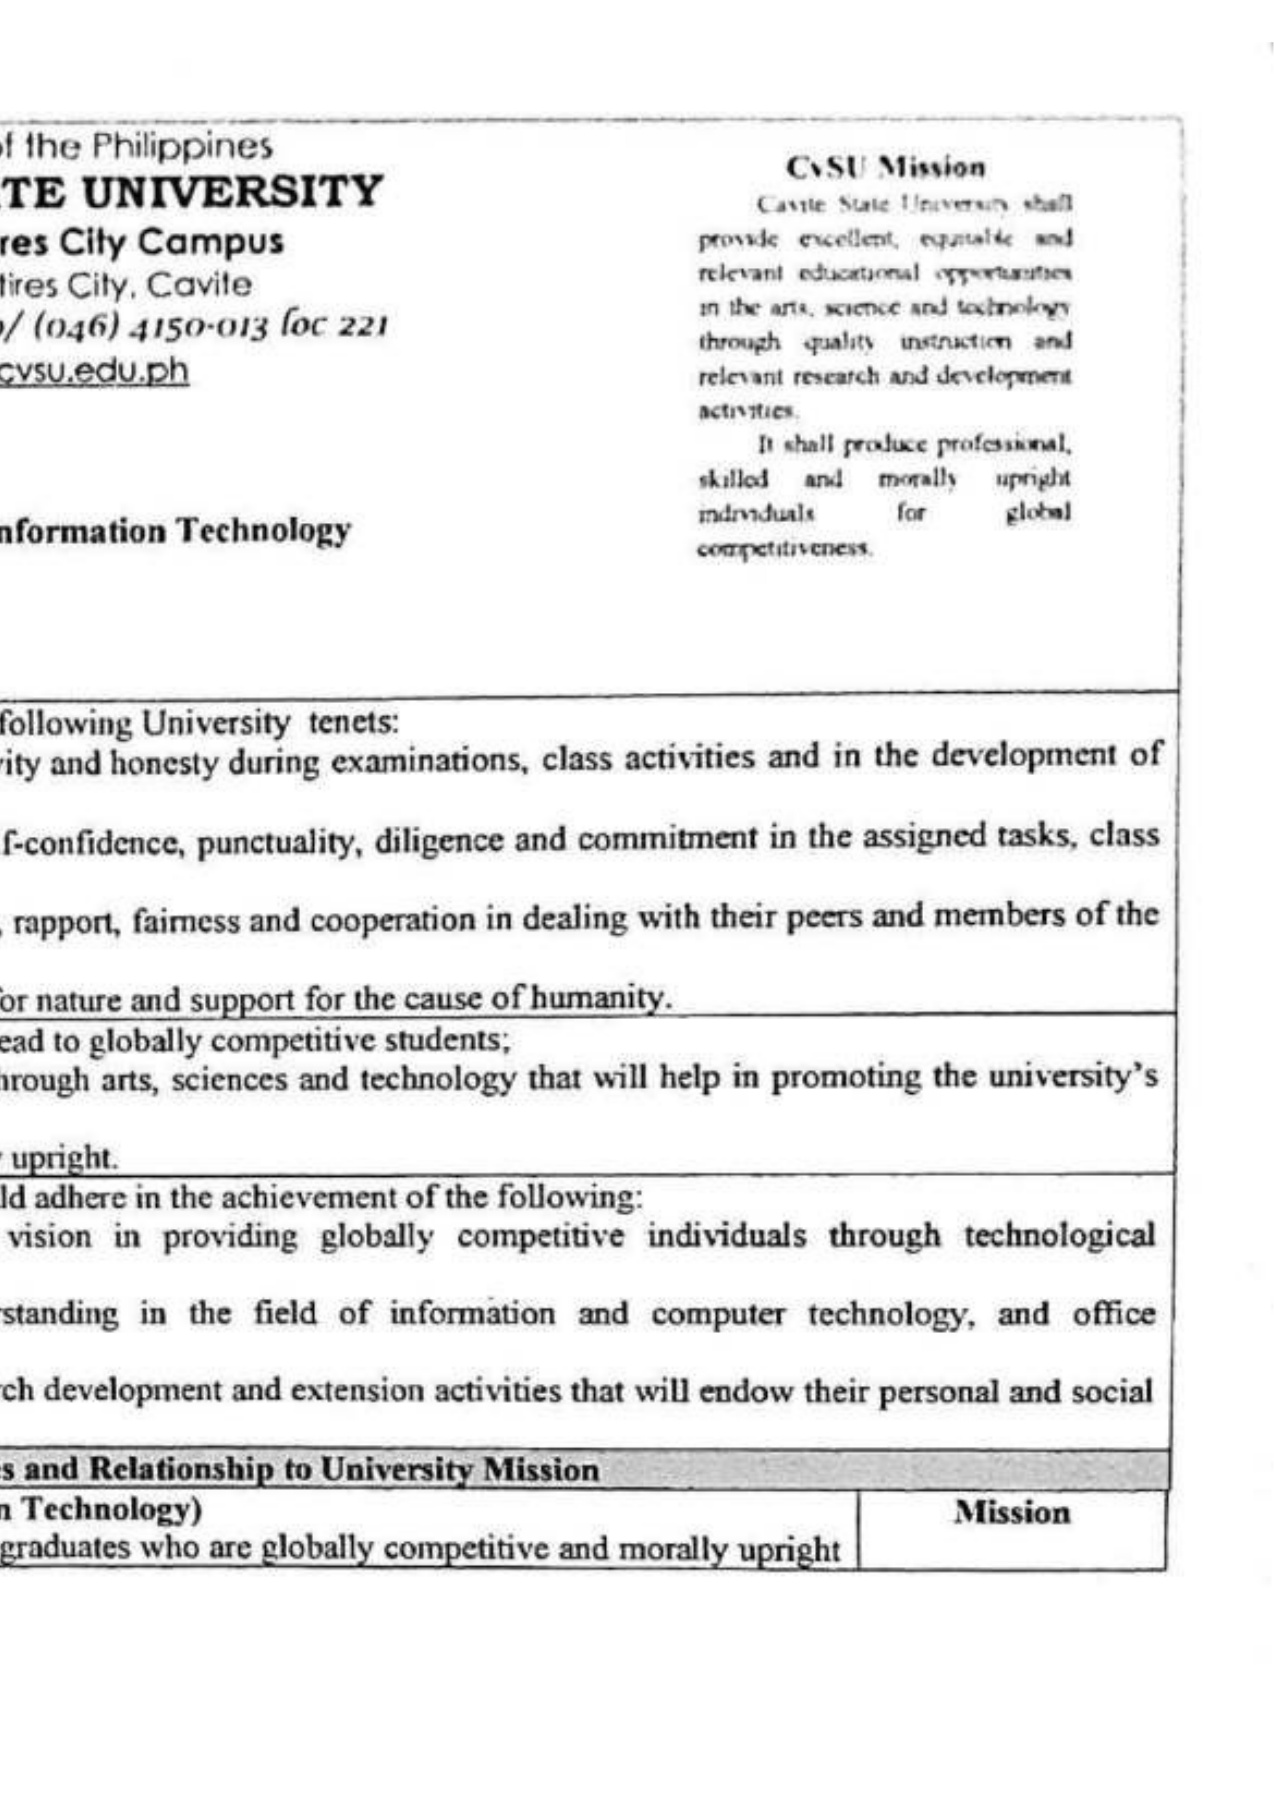 of the Philippines
TE UNIVERSITY
res City Campus
tires City, Cavite
/ (046) 4150-013 loc 221
cvsu.edu.ph
nformation Technology
CvSU Mission
Cavite State University shall
provide excellent, equitable and
relevant educational opportunities
in the arts, science and technology
through quality instruction and
relevant research and development
activities.
It shall produce professional,
skilled and morally upright
individuals for global
competitiveness.
following University tenets:
rity and honesty during examinations, class activities and in the development of
f-confidence, punctuality, diligence and commitment in the assigned tasks, class
, rapport, fairness and cooperation in dealing with their peers and members of the
or nature and support for the cause of humanity.
ead to globally competitive students;
hrough arts, sciences and technology that will help in promoting the university's
y upright.
ld adhere in the achievement of the following:
vision in providing globally competitive individuals through technological
rstanding in the field of information and computer technology, and office
rch development and extension activities that will endow their personal and social
s and Relationship to University Mission
n Technology)
Mission
graduates who are globally competitive and morally upright